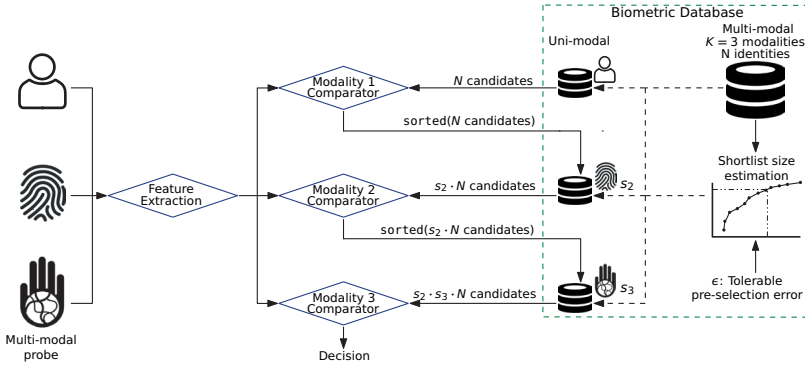 Biometric Database
Uni-modal
Multi-modal
K = 3 modalities
N identities
Modality 1
Comparator
N candidates
sorted(N candidates)
Shortlist size
estimation
Feature
Extraction
Modality 2
Comparator
s₂ · N candidates
s₂
sorted(s₂ · N candidates)
ϵ: Tolerable
pre-selection error
Modality 3
Comparator
s₂ · s₃ · N candidates
s₃
Multi-modal
probe
Decision